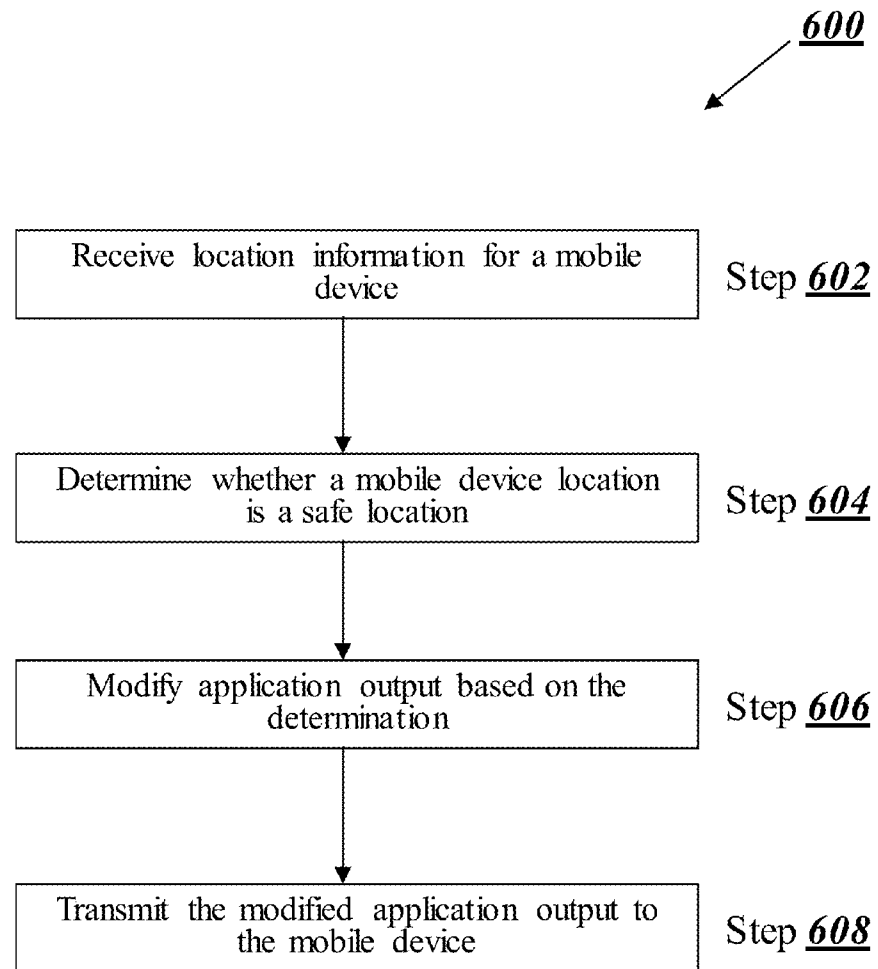 600
Receive location information for a mobile
device
Step 602
Determine whether a mobile device location
is a safe location
Step 604
Modify application output based on the
determination
Step 606
Transmit the modified application output to
the mobile device
Step 608